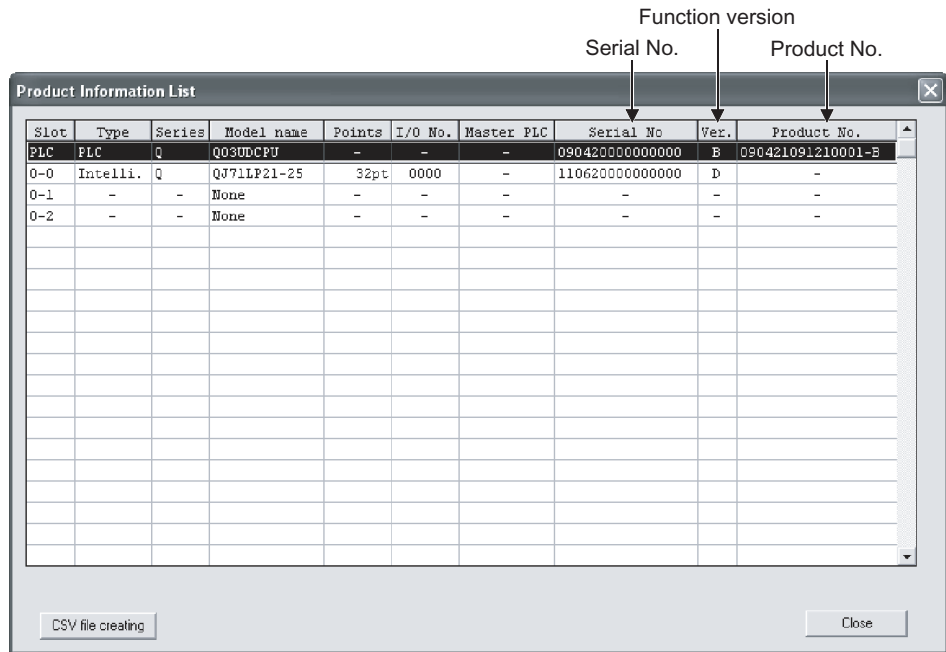 Function version
Serial No.
Product No.
Product Information List
Slot Type Series Model name Points I/O No. Master PLC Serial No Ver. Product No.
PLC PLC Q Q03UDCPU - - - 090420000000000 B 090421091210001-B
0-0 Intelli. Q QJ71LP21-25 32pt 0000 - 110620000000000 D -
0-1 - - None - - - - - -
0-2 - - None - - - - - -
CSV file creating
Close